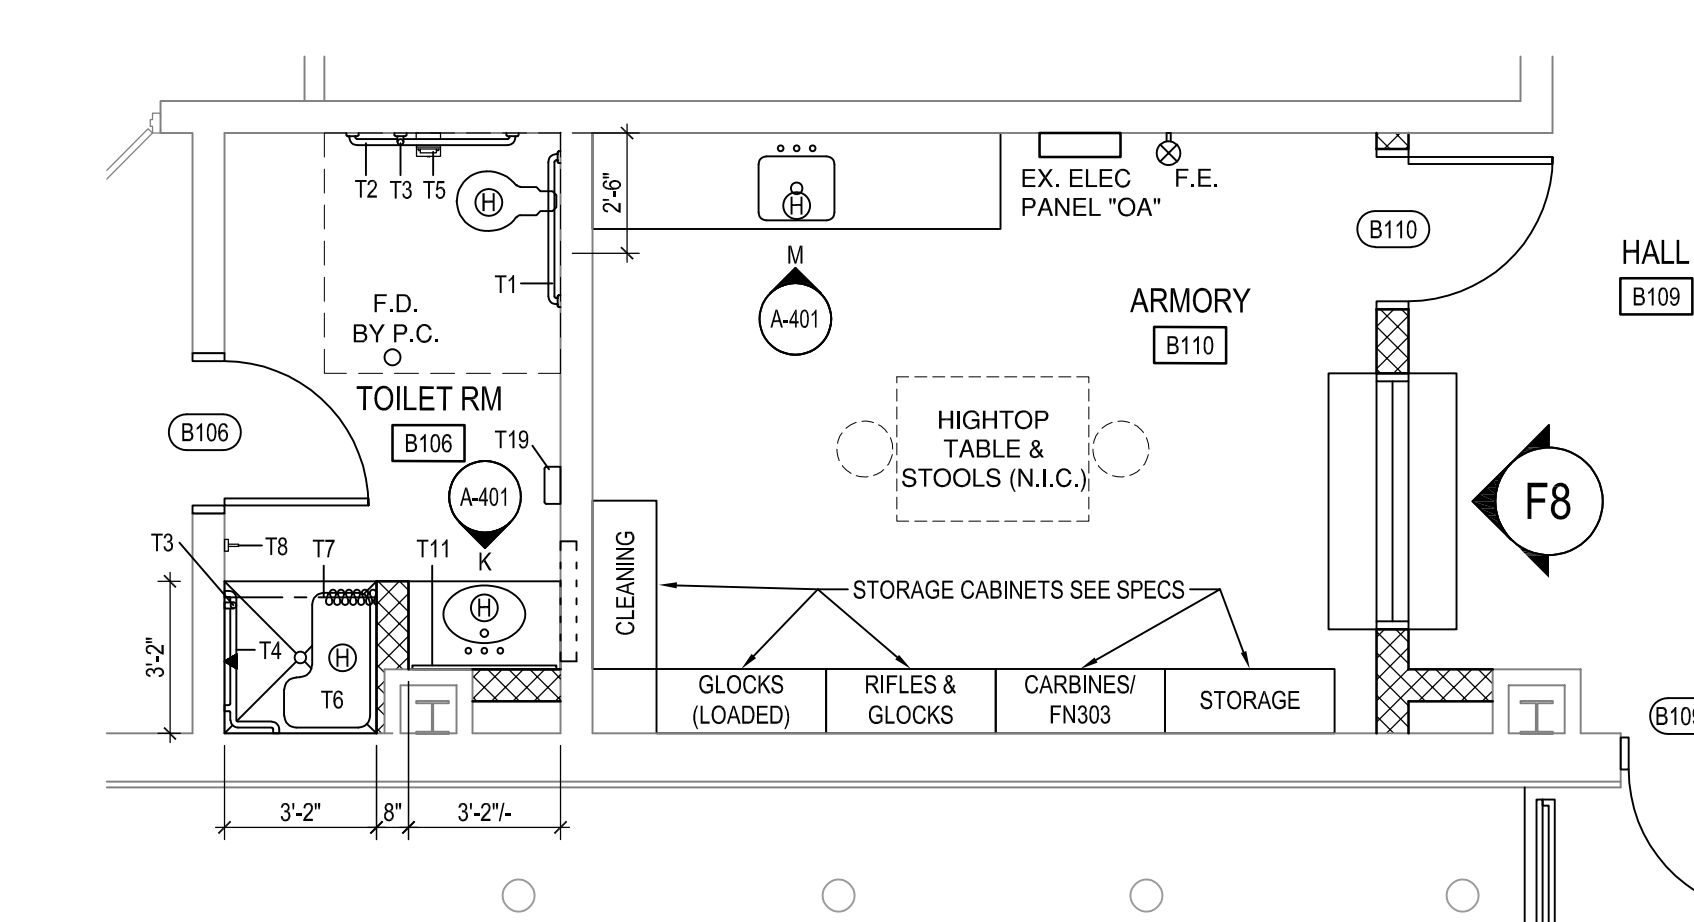 T2
T3
T5
H
2'-6"
H
EX. ELEC
PANEL "OA"
F.E.
B110
HALL
B109
M
A-401
T1
F.D.
BY P.C.
ARMORY
B110
TOILET RM
B106
B106
T19
A-401
K
HIGHTOP
TABLE &
STOOLS (N.I.C.)
F8
T3
T8
T7
T11
CLEANING
STORAGE CABINETS SEE SPECS
H
3'-2"
T4
H
T6
GLOCKS
(LOADED)
RIFLES &
GLOCKS
CARBINES/
FN303
STORAGE
B109
3'-2"
8"
3'-2"/-